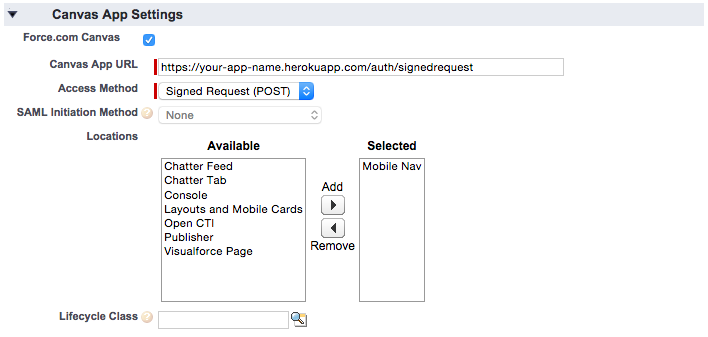 Canvas App Settings
Force.com Canvas
Canvas App URL https://your-app-name.herokuapp.com/auth/signedrequest
Access Method Signed Request (POST)
SAML Initiation Method ? None
Locations
Available Selected
Chatter Feed Mobile Nav
Chatter Tab
Console
Layouts and Mobile Cards
Open CTI
Publisher
Visualforce Page
Add
Remove
Lifecycle Class ?